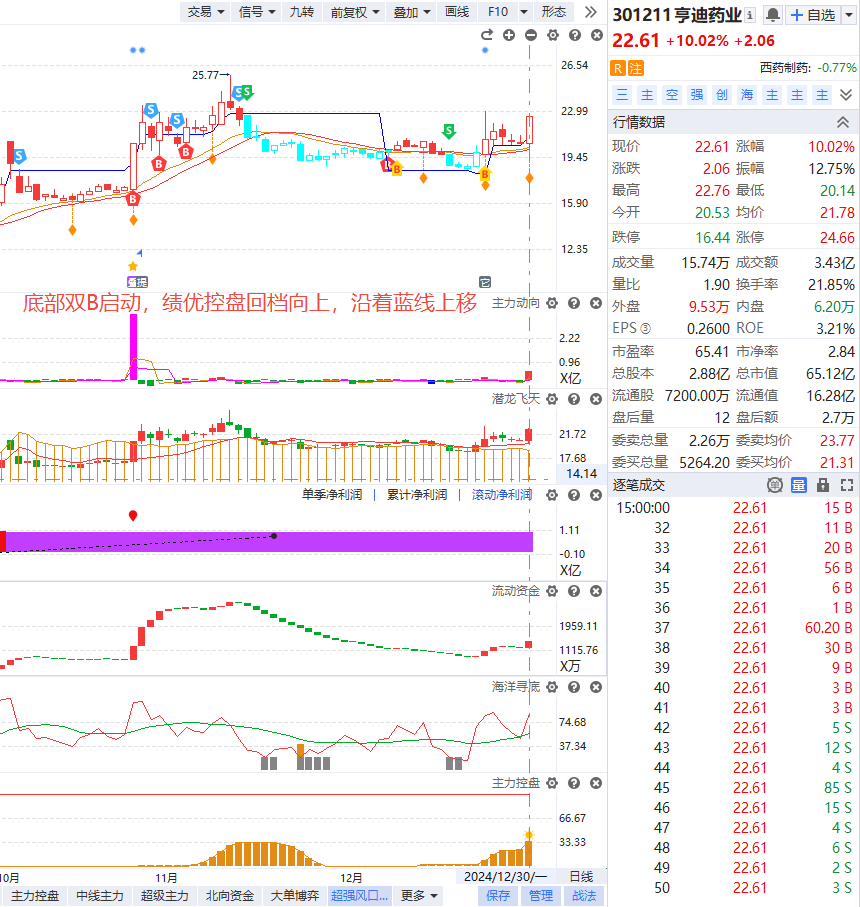 交易 信号 九转 前复权 叠加 画线 F10 形态
301211 亨迪药业 自选
22.61 +10.02% +2.06
R 注 西药制药: -0.77%
三 主 空 强 创 海 主 主 主
行情数据
现价 22.61 涨幅 10.02%
涨跌 2.06 振幅 12.75%
最高 22.76 最低 20.14
今开 20.53 均价 21.78
跌停 16.44 涨停 24.66
成交量 15.74万 成交额 3.43亿
量比 1.90 换手率 21.85%
外盘 9.53万 内盘 6.20万
EPS③ 0.2600 ROE 3.21%
市盈率 65.41 市净率 2.84
总股本 2.88亿 总市值 65.12亿
流通股 7200.00万 流通值 16.28亿
盘后量 12 盘后额 2.7万
委卖总量 2.26万 委卖均价 23.77
委买总量 5264.20 委买均价 21.31
逐笔成交 单 量
15:00:00 22.61 15 B
32 22.61 11 B
33 22.61 20 B
34 22.61 56 B
35 22.61 6 B
36 22.61 1 B
37 22.61 60.20 B
38 22.61 30 B
39 22.61 9 B
40 22.61 3 B
41 22.61 3 B
42 22.61 5 S
43 22.61 12 S
44 22.61 4 S
45 22.61 85 S
46 22.61 15 S
47 22.61 4 S
48 22.61 6 S
49 22.61 2 S
50 22.61 3 S
26.54
25.77
22.99
19.45
15.90
12.35
S S S S S S
B B B B B B
底部双B启动，绩优控盘回档向上，沿着蓝线上移
主力动向
2.22
0.96
X亿
潜龙飞天
21.72
17.68
14.14
单季净利润 | 累计净利润 | 滚动净利润
1.11
-0.10
X亿
流动资金
1959.11
1115.76
X万
海洋寻底
74.68
37.34
主力控盘
66.67
33.33
10月 11月 12月 2024/12/30/一 日线
主力控盘 中线主力 超级主力 北向资金 大单博弈 超强风口... 更多 保存 管理 战法